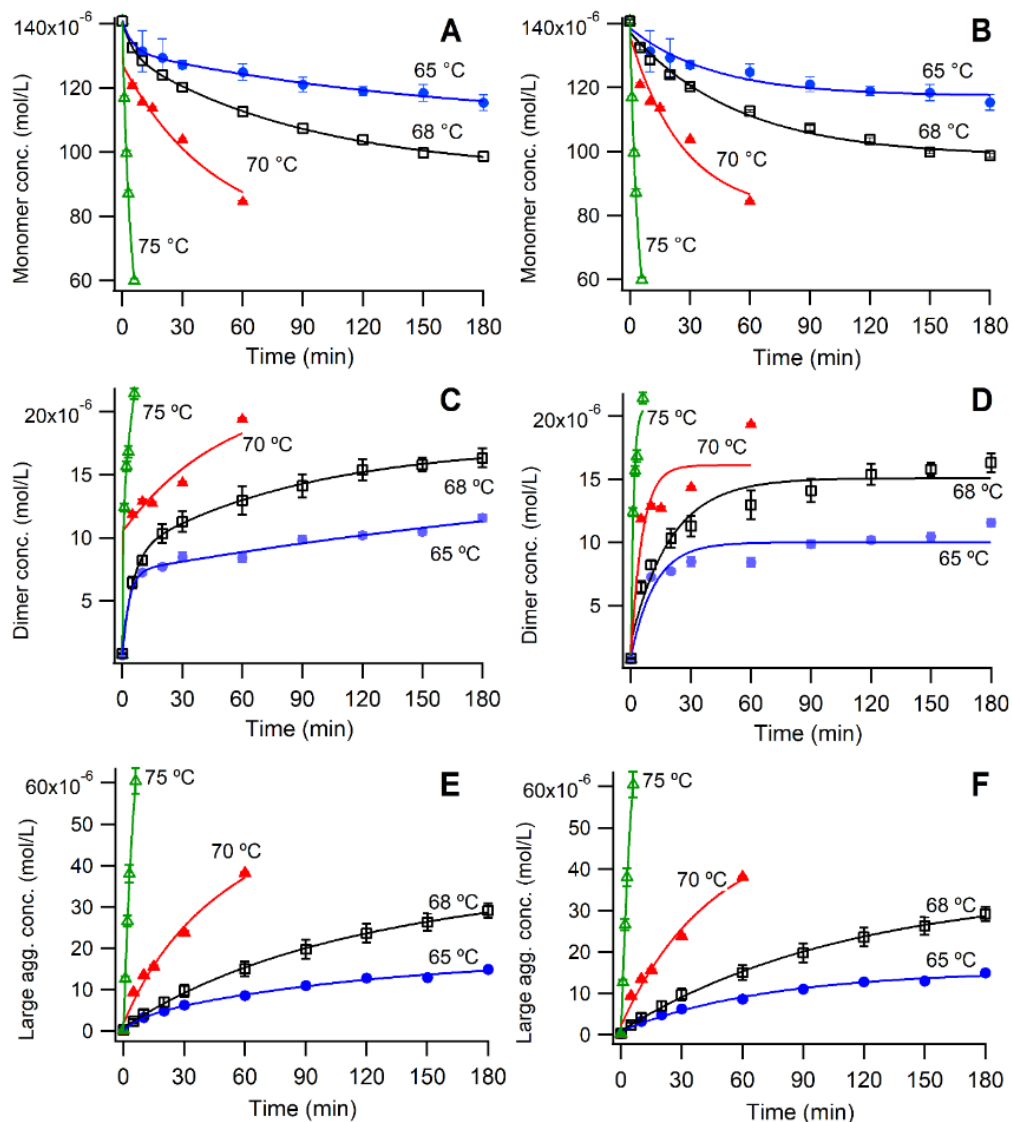 140x10⁻⁶
A
65 °C
120
68 °C
100
70 °C
80
75 °C
60
0 30 60 90 120 150 180
Time (min)
Monomer conc. (mol/L)
140x10⁻⁶
B
65 °C
120
68 °C
100
70 °C
80
75 °C
60
0 30 60 90 120 150 180
Time (min)
Monomer conc. (mol/L)
C
20x10⁻⁶
75 ºC
70 ºC
15
68 ºC
10
65 ºC
5
0 30 60 90 120 150 180
Time (min)
Dimer conc. (mol/L)
D
20x10⁻⁶
75 ºC
70 ºC
15
68 ºC
10
65 ºC
5
0 30 60 90 120 150 180
Time (min)
Dimer conc. (mol/L)
60x10⁻⁶
75 ºC
E
50
70 ºC
40
30
68 ºC
20
65 ºC
10
0
0 30 60 90 120 150 180
Time (min)
Large agg. conc. (mol/L)
60x10⁻⁶
75 ºC
F
50
70 ºC
40
30
68 ºC
20
65 ºC
10
0
0 30 60 90 120 150 180
Time (min)
Large agg. conc. (mol/L)